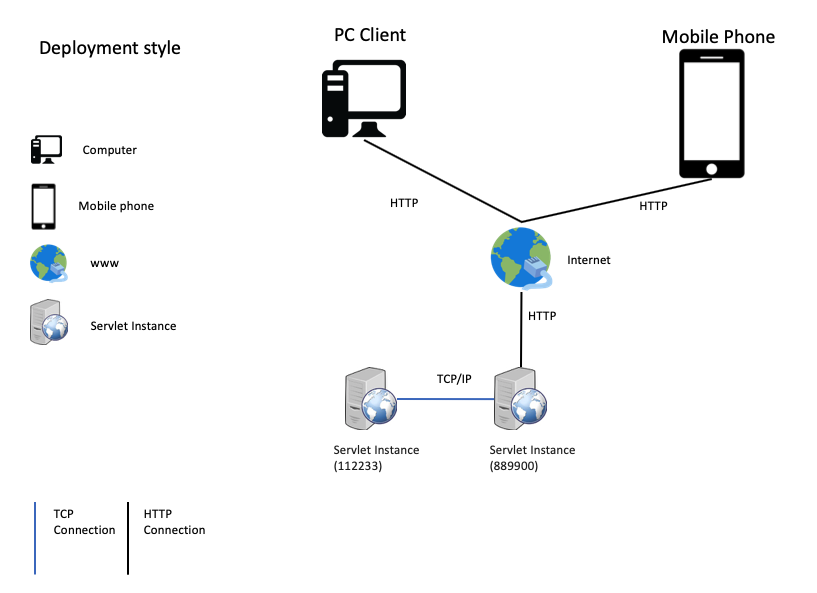 Deployment style
PC Client
Mobile Phone
Computer
Mobile phone
www
Servlet Instance
HTTP
HTTP
Internet
HTTP
TCP/IP
Servlet Instance
(112233)
Servlet Instance
(889900)
TCP
Connection
HTTP
Connection